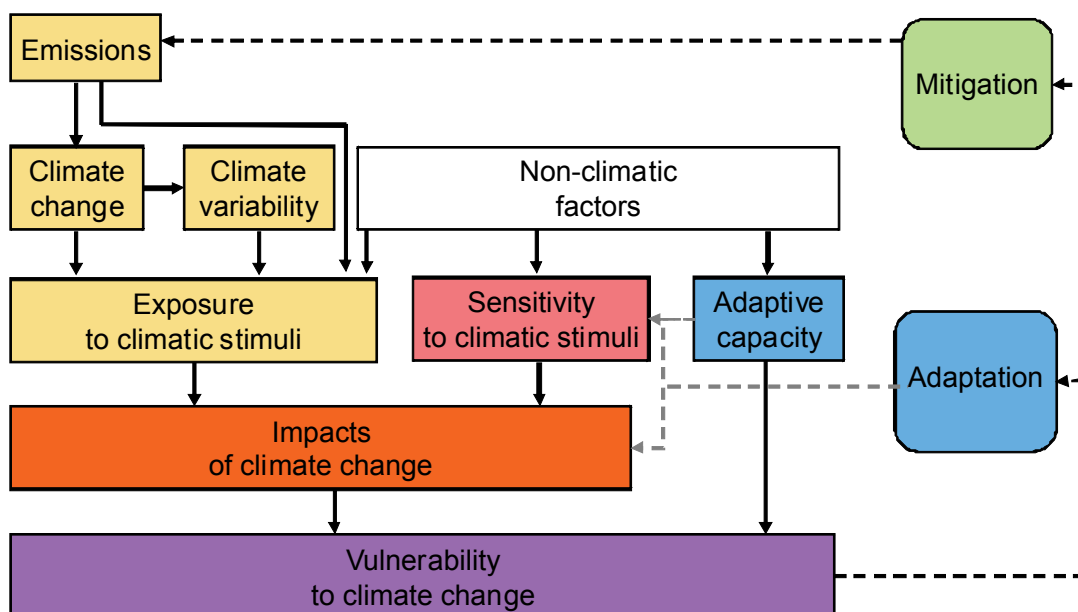 Emissions
Mitigation
Climate
change
Climate
variability
Non-climatic
factors
Exposure
to climatic stimuli
Sensitivity
to climatic stimuli
Adaptive
capacity
Adaptation
Impacts
of climate change
Vulnerability
to climate change